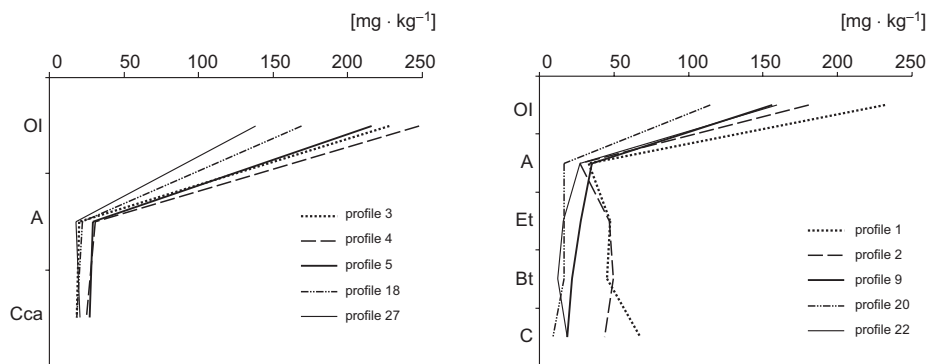 [mg · kg–1]
0 50 100 150 200 250
Ol
A
Cca
profile 3
profile 4
profile 5
profile 18
profile 27
[mg · kg–1]
0 50 100 150 200 250
Ol
A
Et
Bt
C
profile 1
profile 2
profile 9
profile 20
profile 22